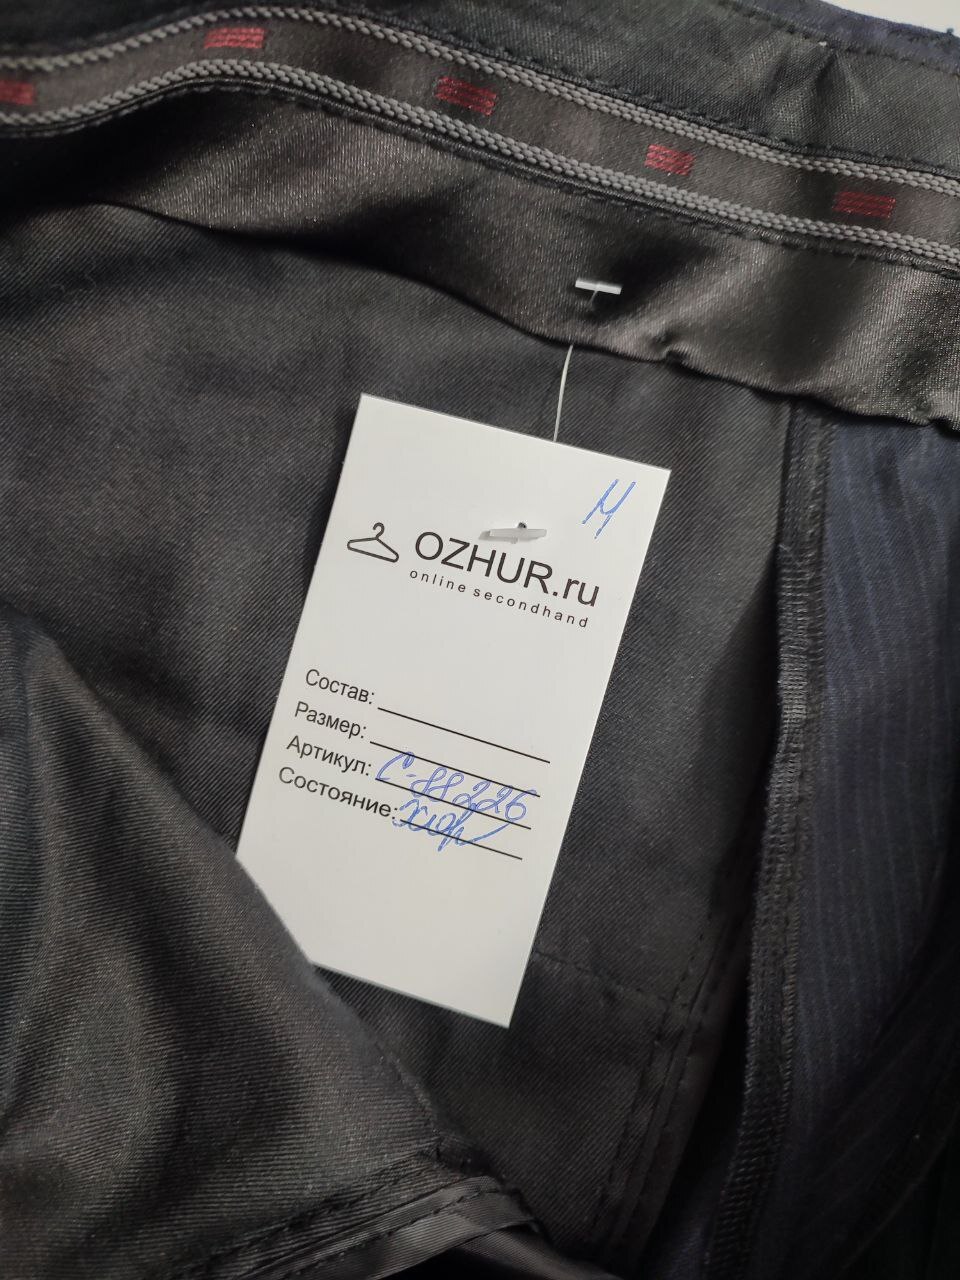 М
OZHUR.ru
online secondhand
Состав:
Размер:
Артикул: С-88226
Состояние: хор